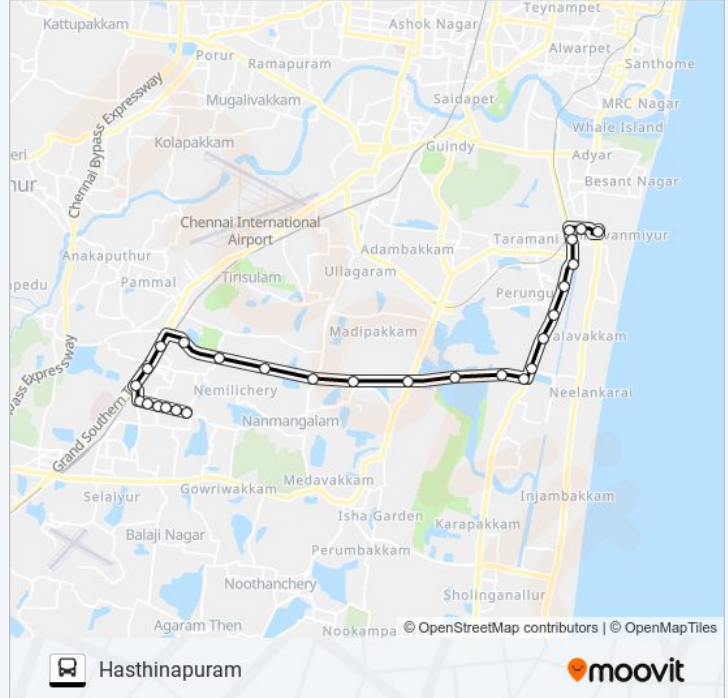 Teynampet
Kattupakkam
Ashok Nagar
Porur
Ramapuram
Alwarpet
Santhome
Chennai Bypass Expressway
Mugalivakkam
Saidapet
MRC Nagar
Whale Island
Kolapakkam
Guindy
Adyar
Besant Nagar
Chennai International
Airport
Taramani
vanmiyur
Anakaputhur
Adambakkam
Ullagaram
Tirisulam
Pammal
Perungu
Madipakkam
alavakkam
Expressway
Nemilichery
Neelankarai
Grand Southern
Nanmangalam
Medavakkam
Gowriwakkam
Selaiyur
Injambakkam
Isha Garden
Karapakkam
Balaji Nagar
Perumbakkam
Noothanchery
Sholinganallur
Agaram Then
Nookampa
© OpenStreetMap contributors | © OpenMapTiles
Hasthinapuram
moovit